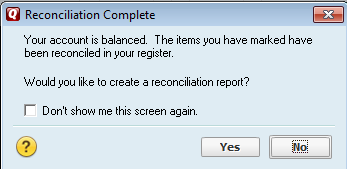 Reconciliation Complete
Your account is balanced. The items you have marked have
been reconciled in your register.
Would you like to create a reconciliation report?
Don't show me this screen again.
? Yes No